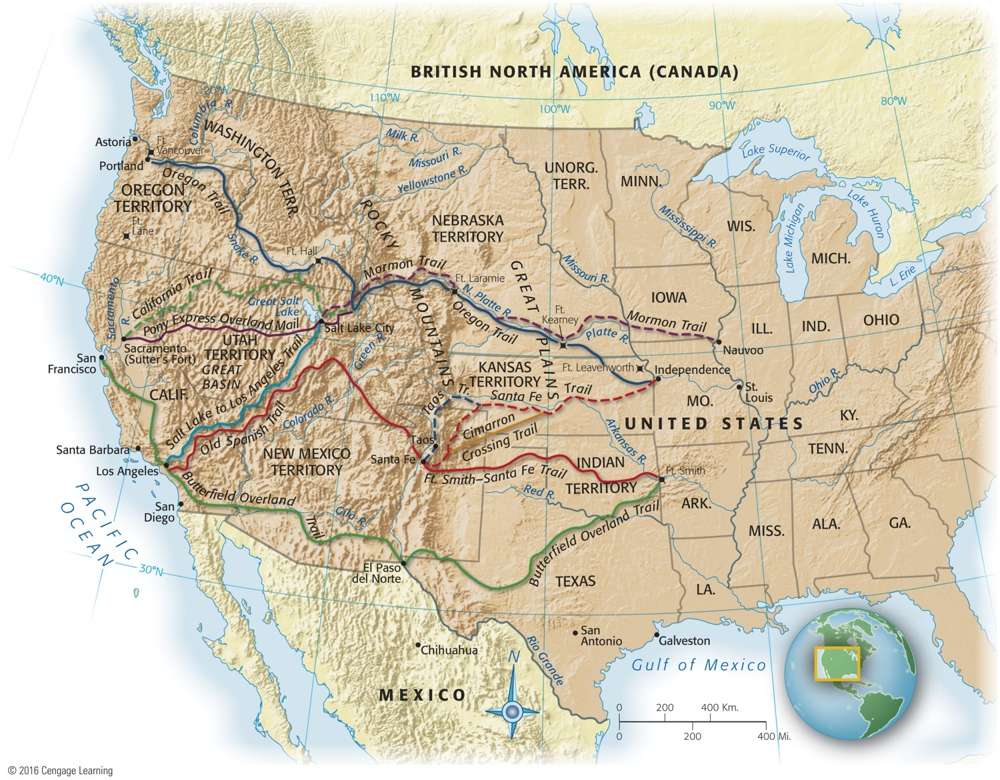 BRITISH NORTH AMERICA (CANADA)
120°W
110°W
100°W
90°W
80°W
Columbia R.
WASHINGTON TERR.
Milk R.
Missouri R.
Yellowstone R.
Astoria
Ft.
Vancouver
Portland
Oregon Trail
OREGON
TERRITORY
Ft.
Lane
Snake R.
Ft. Hall
ROCKY
MOUNTAINS
NEBRASKA
TERRITORY
UNORG.
TERR.
MINN.
Mississippi R.
Lake Superior
WIS.
Lake Michigan
Lake Huron
MICH.
L. Erie
40°N
Sacramento
R.
California Trail
Great Salt
Lake
Pony Express Overland Mail
Salt Lake City
Mormon Trail
Ft. Laramie
N. Platte R.
Oregon Trail
GREAT
PLAINS
Missouri R.
Ft.
Kearney
Platte R.
Mormon Trail
IOWA
Nauvoo
ILL.
IND.
OHIO
Sacramento
(Sutter's Fort)
UTAH
TERRITORY
GREAT
BASIN
San
Francisco
CALIF.
Salt Lake to Los Angeles Trail
Old Spanish Trail
Green R.
Colorado R.
KANSAS
TERRITORY
Ft. Leavenworth
Independence
Santa Fe
Trail
Taos
Tr.
Cimarron
Crossing Trail
MO.
St.
Louis
Ohio R.
KY.
UNITED STATES
Arkansas R.
TENN.
Santa Barbara
Los Angeles
NEW MEXICO
TERRITORY
Taos
Santa Fe
Ft. Smith–Santa Fe Trail
INDIAN
TERRITORY
Ft. Smith
ARK.
Red R.
PACIFIC
OCEAN
San
Diego
Butterfield Overland
Trail
Gila R.
Butterfield Overland Trail
MISS.
ALA.
GA.
30°N
El Paso
del Norte
TEXAS
LA.
San
Antonio
Galveston
Chihuahua
Rio Grande
Gulf of Mexico
MEXICO
N
0
200
400 Km.
0
200
400 Mi.
© 2016 Cengage Learning